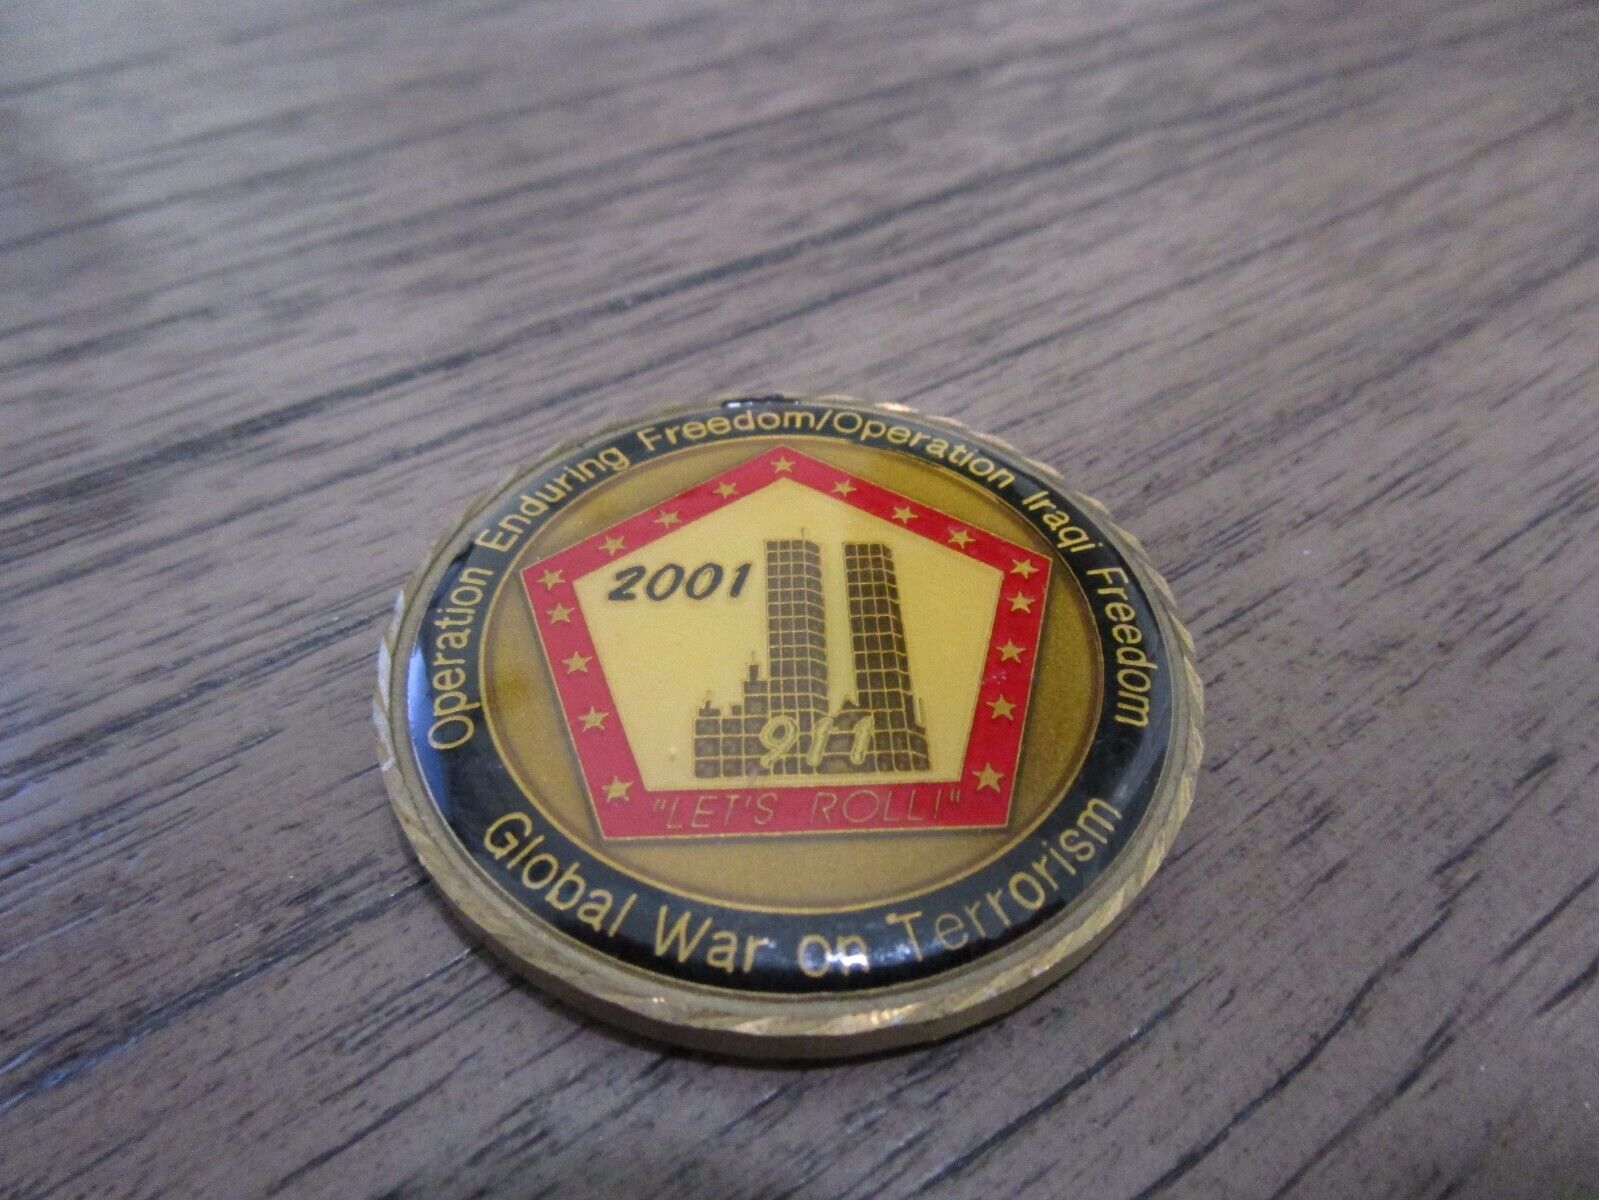 Operation Enduring Freedom/Operation Iraqi Freedom
2001
911
"LET'S ROLL!"
Global War on Terrorism